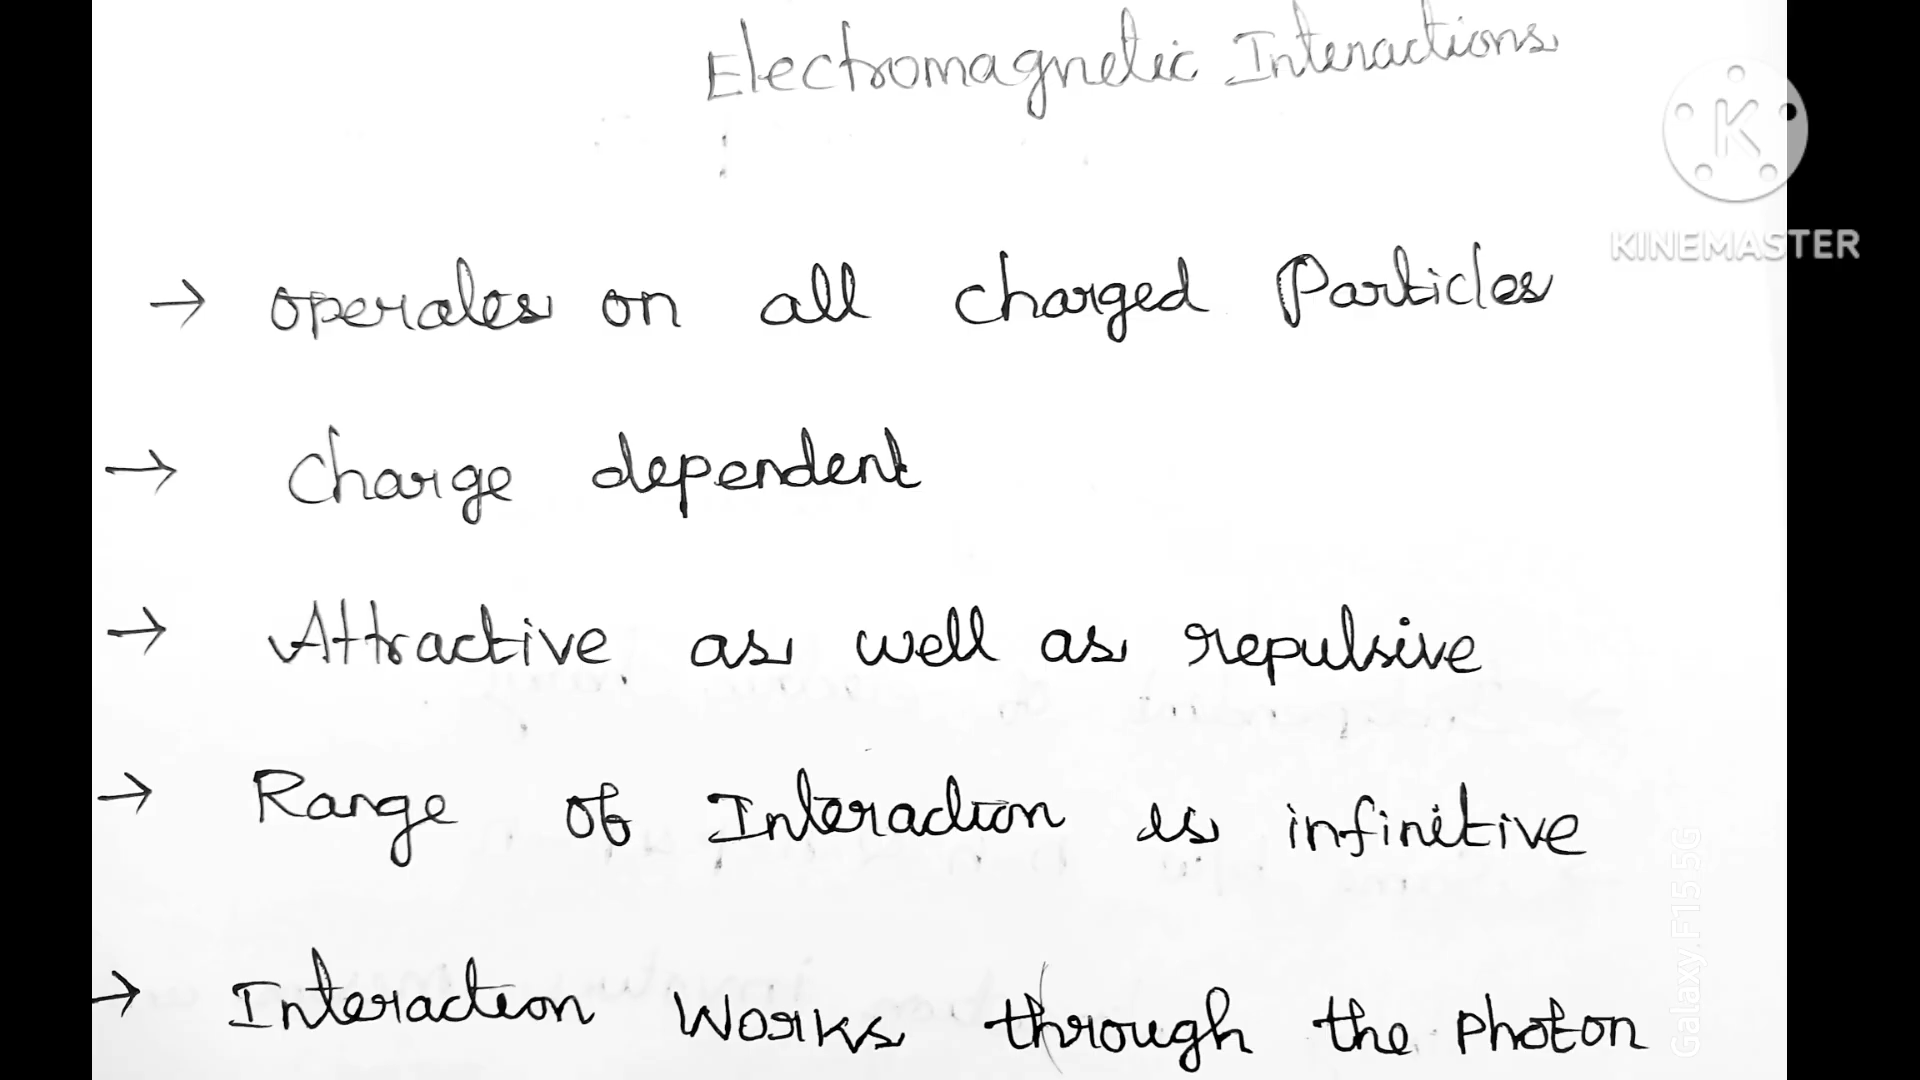 Electromagnetic Interactions
KINEMASTER
→ operates on all charged Particles
→ Charge dependent
→ Attractive as well as repulsive
→ Range of Interaction is infinitive
→ Interaction Works through the photon
Galaxy F15 5G